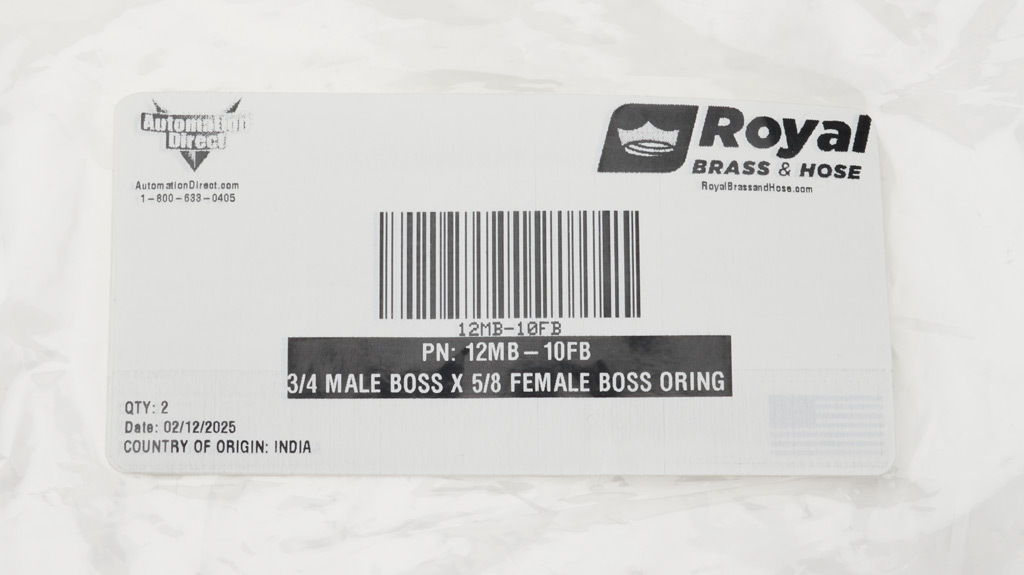 Automation
Direct
AutomationDirect.com
1-800-633-0405
Royal
BRASS & HOSE
RoyalBrassandHose.com
12MB-10FB
PN: 12MB-10FB
3/4 MALE BOSS X 5/8 FEMALE BOSS ORING
QTY: 2
Date: 02/12/2025
COUNTRY OF ORIGIN: INDIA